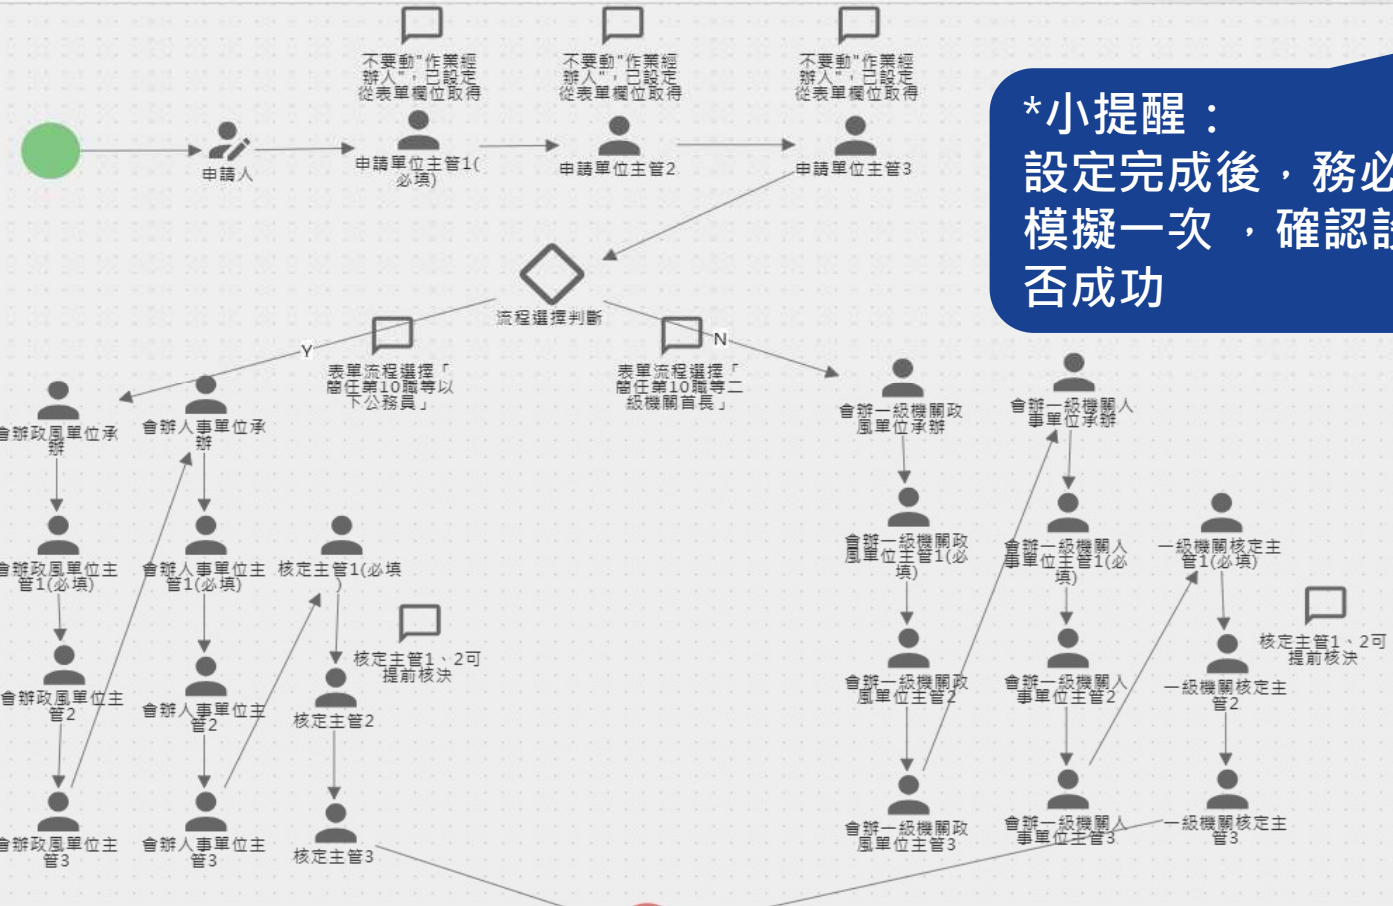 不要動"作業經
辦人"，已設定
從表單欄位取得
不要動"作業經
辦人"，已設定
從表單欄位取得
不要動"作業經
辦人"，已設定
從表單欄位取得
申請人
申請單位主管1(
必填)
申請單位主管2
申請單位主管3
*小提醒：
設定完成後，務必
模擬一次，確認設
否成功
流程選擇判斷
Y
N
表單流程選擇「
簡任第10職等以
下公務員」
表單流程選擇「
簡任第10職等二
級機關首長」
會辦政風單位承
辦
會辦人事單位承
辦
會辦一級機關政
風單位承辦
會辦一級機關人
事單位承辦
會辦政風單位主
管1(必填)
會辦人事單位主
管1(必填)
核定主管1(必填
)
會辦一級機關政
風單位主管1(必
填)
會辦一級機關人
事單位主管1(必
填)
一級機關核定主
管1(必填)
核定主管1、2可
提前核決
核定主管1、2可
提前核決
會辦政風單位主
管2
會辦人事單位主
管2
核定主管2
會辦一級機關政
風單位主管2
會辦一級機關人
事單位主管2
一級機關核定主
管2
會辦政風單位主
管3
會辦人事單位主
管3
核定主管3
會辦一級機關政
風單位主管3
會辦一級機關人
事單位主管3
一級機關核定主
管3